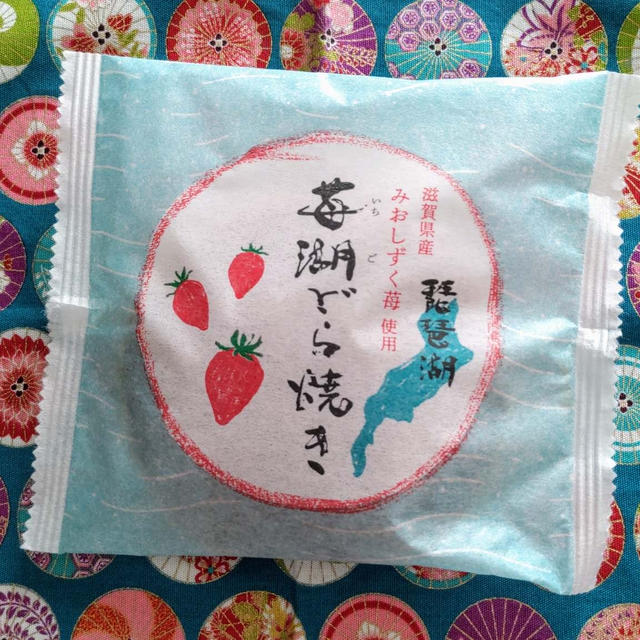 琵琶湖
滋賀県産
みおしずく苺 使用
苺湖どら焼き
いちご